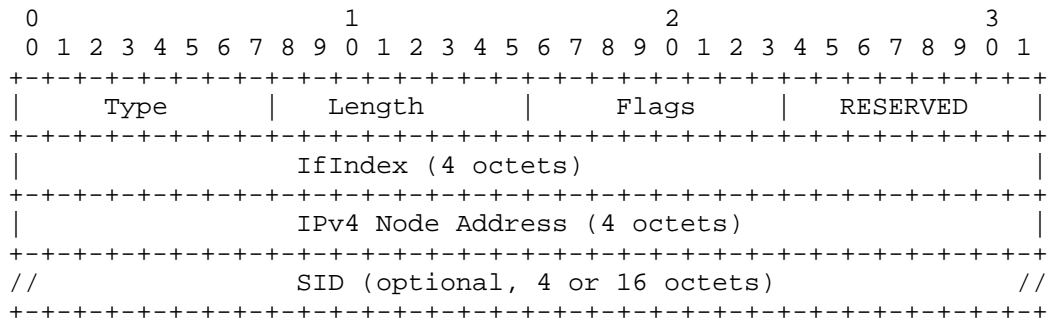 0                   1                   2                   3
 0 1 2 3 4 5 6 7 8 9 0 1 2 3 4 5 6 7 8 9 0 1 2 3 4 5 6 7 8 9 0 1
+-+-+-+-+-+-+-+-+-+-+-+-+-+-+-+-+-+-+-+-+-+-+-+-+-+-+-+-+-+-+-+-+
|     Type      |   Length      |     Flags     |   RESERVED    |
+-+-+-+-+-+-+-+-+-+-+-+-+-+-+-+-+-+-+-+-+-+-+-+-+-+-+-+-+-+-+-+-+
|                 IfIndex (4 octets)                            |
+-+-+-+-+-+-+-+-+-+-+-+-+-+-+-+-+-+-+-+-+-+-+-+-+-+-+-+-+-+-+-+-+
|                 IPv4 Node Address (4 octets)                  |
+-+-+-+-+-+-+-+-+-+-+-+-+-+-+-+-+-+-+-+-+-+-+-+-+-+-+-+-+-+-+-+-+
//                SID (optional, 4 or 16 octets)               //
+-+-+-+-+-+-+-+-+-+-+-+-+-+-+-+-+-+-+-+-+-+-+-+-+-+-+-+-+-+-+-+-+